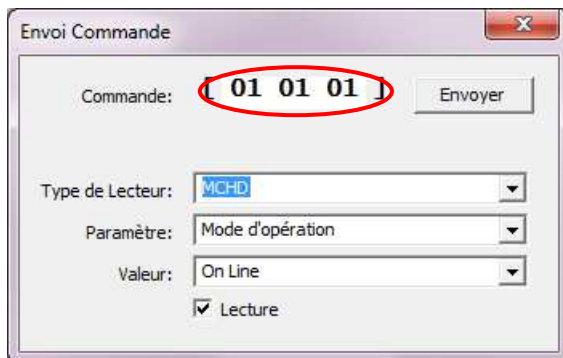 Envoi Commande
Commande: [ 01 01 01 ] Envoyer
Type de Lecteur: MCHD
Paramètre: Mode d'opération
Valeur: On Line
Lecture